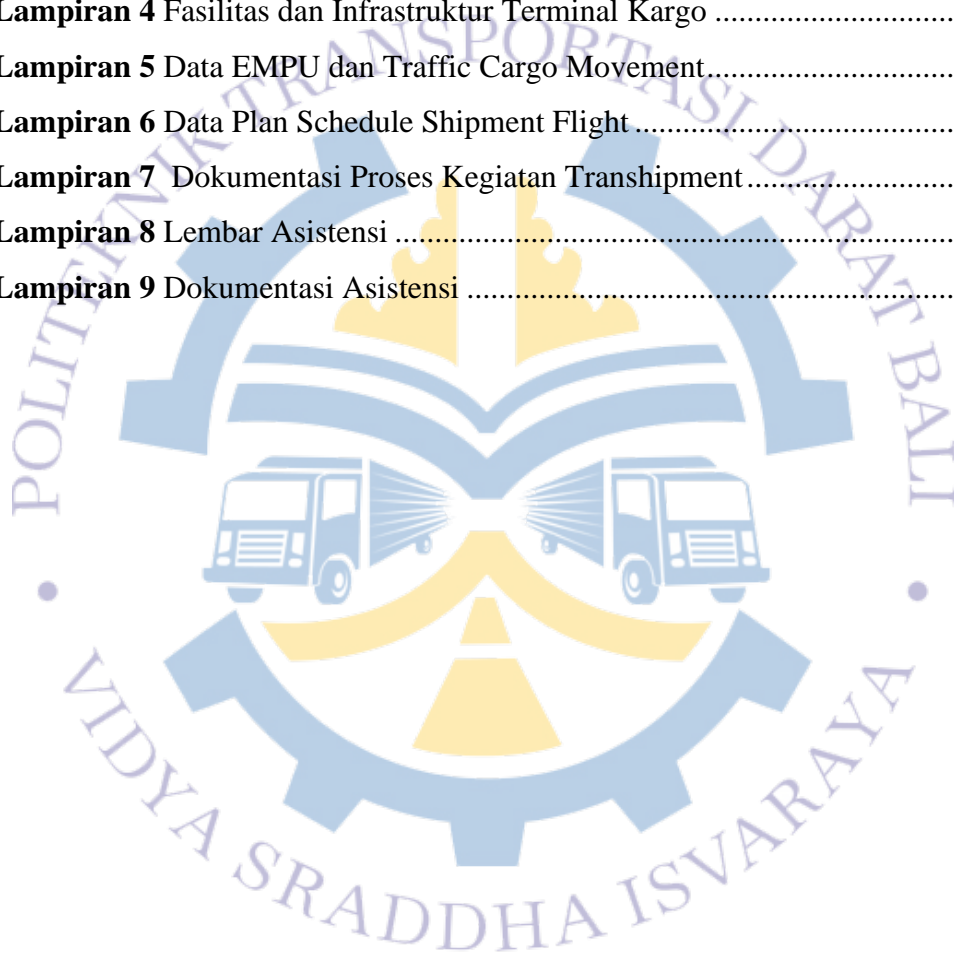 Lampiran 4 Fasilitas dan Infrastruktur Terminal Kargo ..............................
Lampiran 5 Data EMPU dan Traffic Cargo Movement...............................
Lampiran 6 Data Plan Schedule Shipment Flight ........................................
Lampiran 7  Dokumentasi Proses Kegiatan Transhipment..........................
Lampiran 8 Lembar Asistensi .......................................................................
Lampiran 9 Dokumentasi Asistensi .............................................................
POLITEKNIK TRANSPORTASI DARAT BALI
VIDYA SRADDHA ISVARAYA